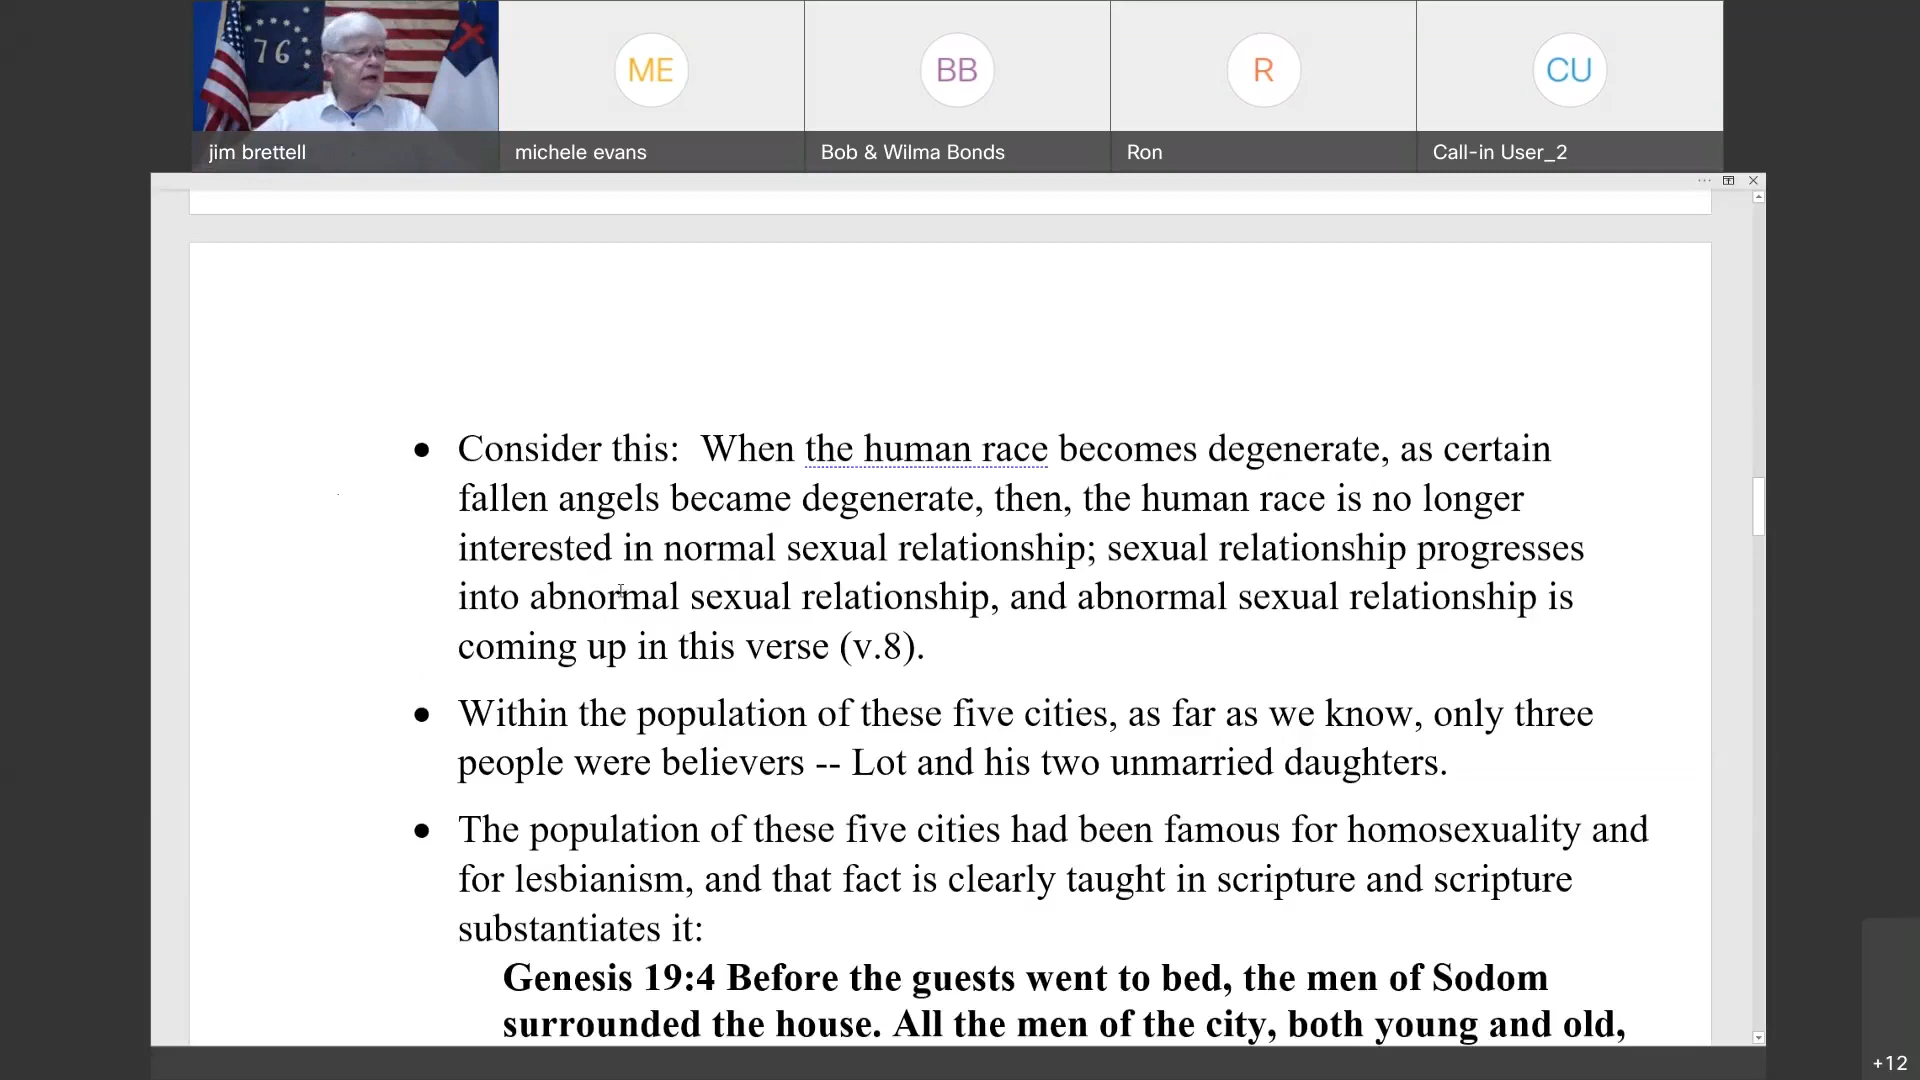 76
ME
BB
R
CU
jim brettell
michele evans
Bob & Wilma Bonds
Ron
Call-in User_2
• Consider this:  When the human race becomes degenerate, as certain
fallen angels became degenerate, then, the human race is no longer
interested in normal sexual relationship; sexual relationship progresses
into abnormal sexual relationship, and abnormal sexual relationship is
coming up in this verse (v.8).
• Within the population of these five cities, as far as we know, only three
people were believers -- Lot and his two unmarried daughters.
• The population of these five cities had been famous for homosexuality and
for lesbianism, and that fact is clearly taught in scripture and scripture
substantiates it:
Genesis 19:4 Before the guests went to bed, the men of Sodom
surrounded the house. All the men of the city, both young and old,
+12